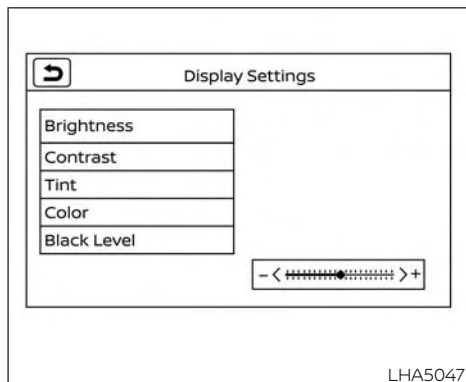 Display Settings
Brightness
Contrast
Tint
Color
Black Level
- < > +
LHA5047